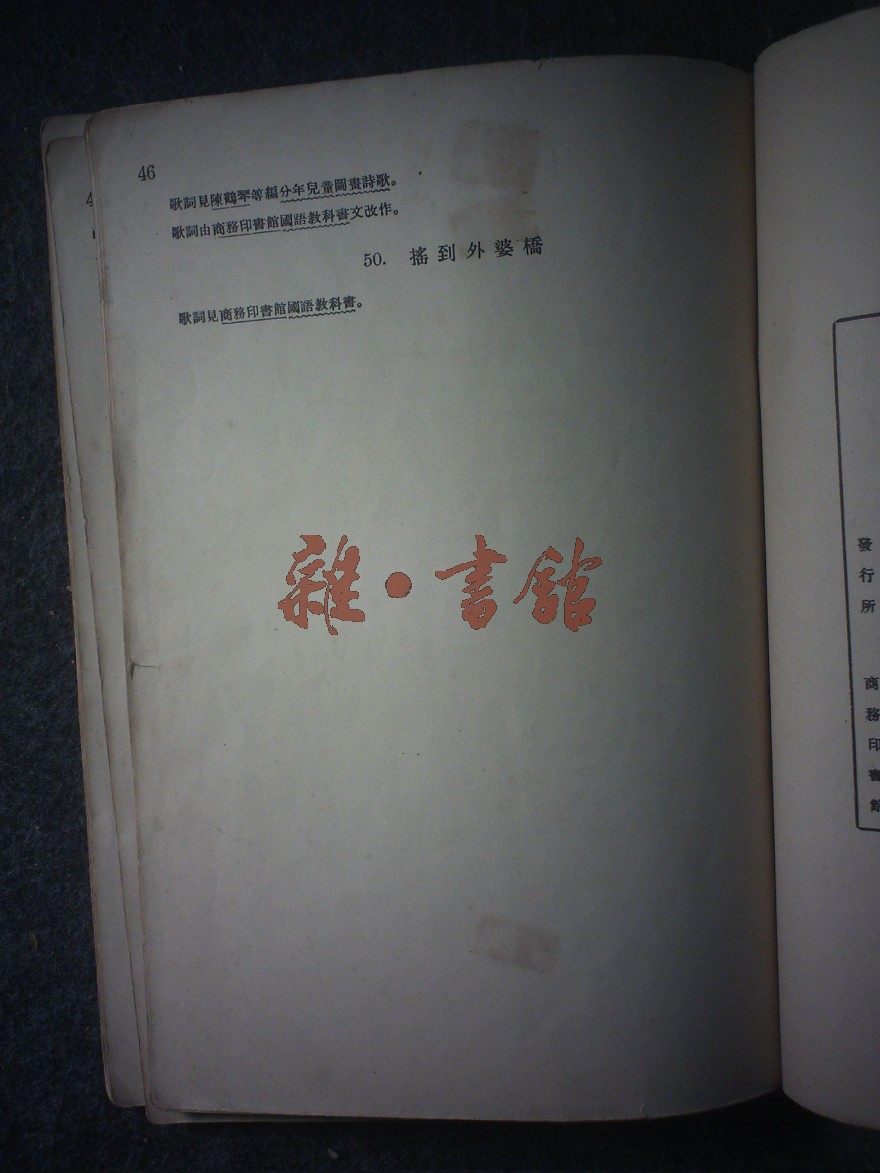 46
歌詞見陳鶴琴等編分年兒童圖畫詩歌。
歌詞由商務印書館國語教科書文改作。
50. 搖到外婆橋
歌詞見商務印書館國語教科書。
雜·書館
發行所
商務印書館
4